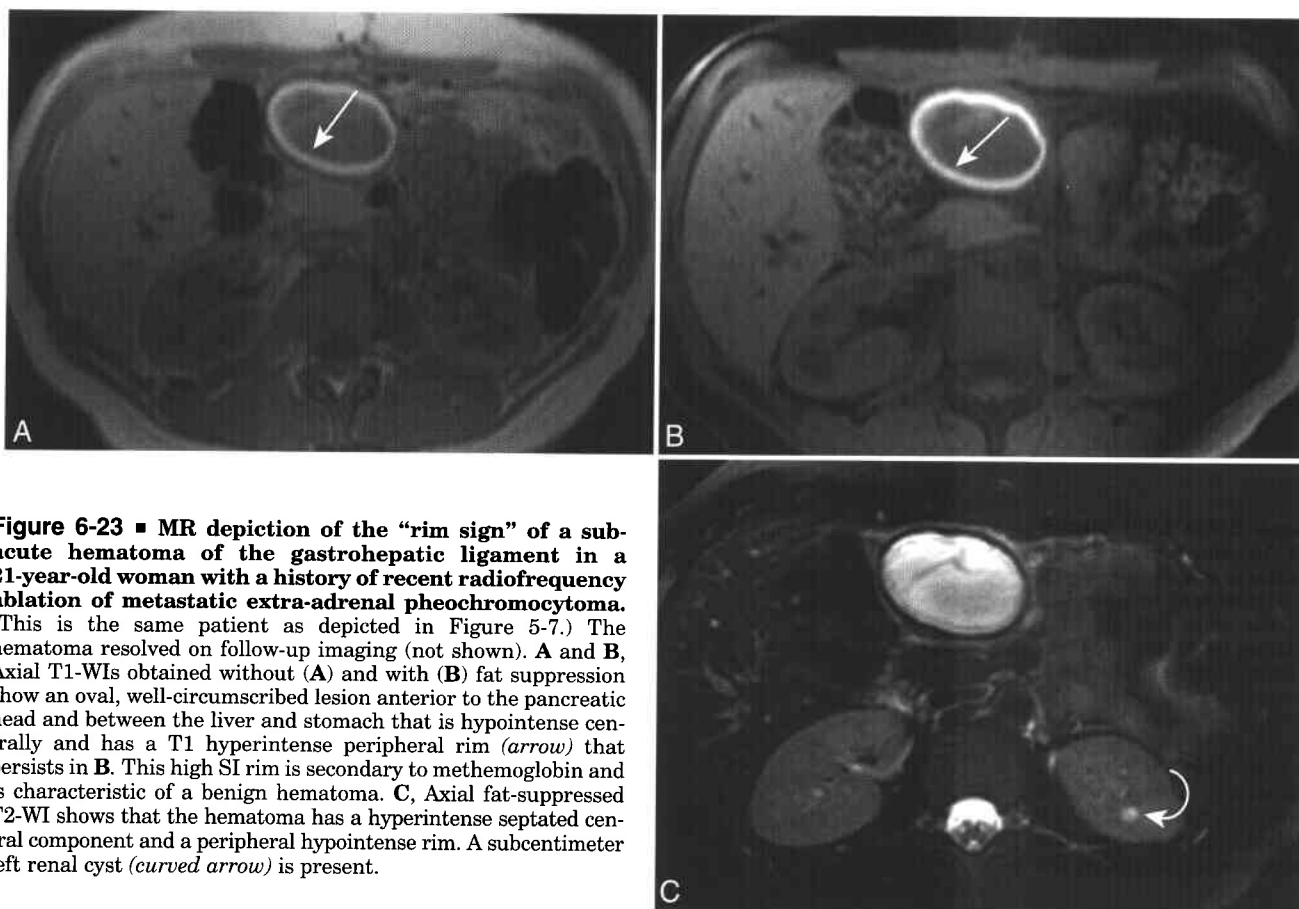 A
B
Figure 6-23 ■ MR depiction of the “rim sign” of a sub-
acute hematoma of the gastrohepatic ligament in a
21-year-old woman with a history of recent radiofrequency
ablation of metastatic extra-adrenal pheochromocytoma.
(This is the same patient as depicted in Figure 5-7.) The
hematoma resolved on follow-up imaging (not shown). A and B,
Axial T1-WIs obtained without (A) and with (B) fat suppression
show an oval, well-circumscribed lesion anterior to the pancreatic
head and between the liver and stomach that is hypointense cen-
trally and has a T1 hyperintense peripheral rim (arrow) that
persists in B. This high SI rim is secondary to methemoglobin and
is characteristic of a benign hematoma. C, Axial fat-suppressed
T2-WI shows that the hematoma has a hyperintense septated cen-
tral component and a peripheral hypointense rim. A subcentimeter
left renal cyst (curved arrow) is present.
C